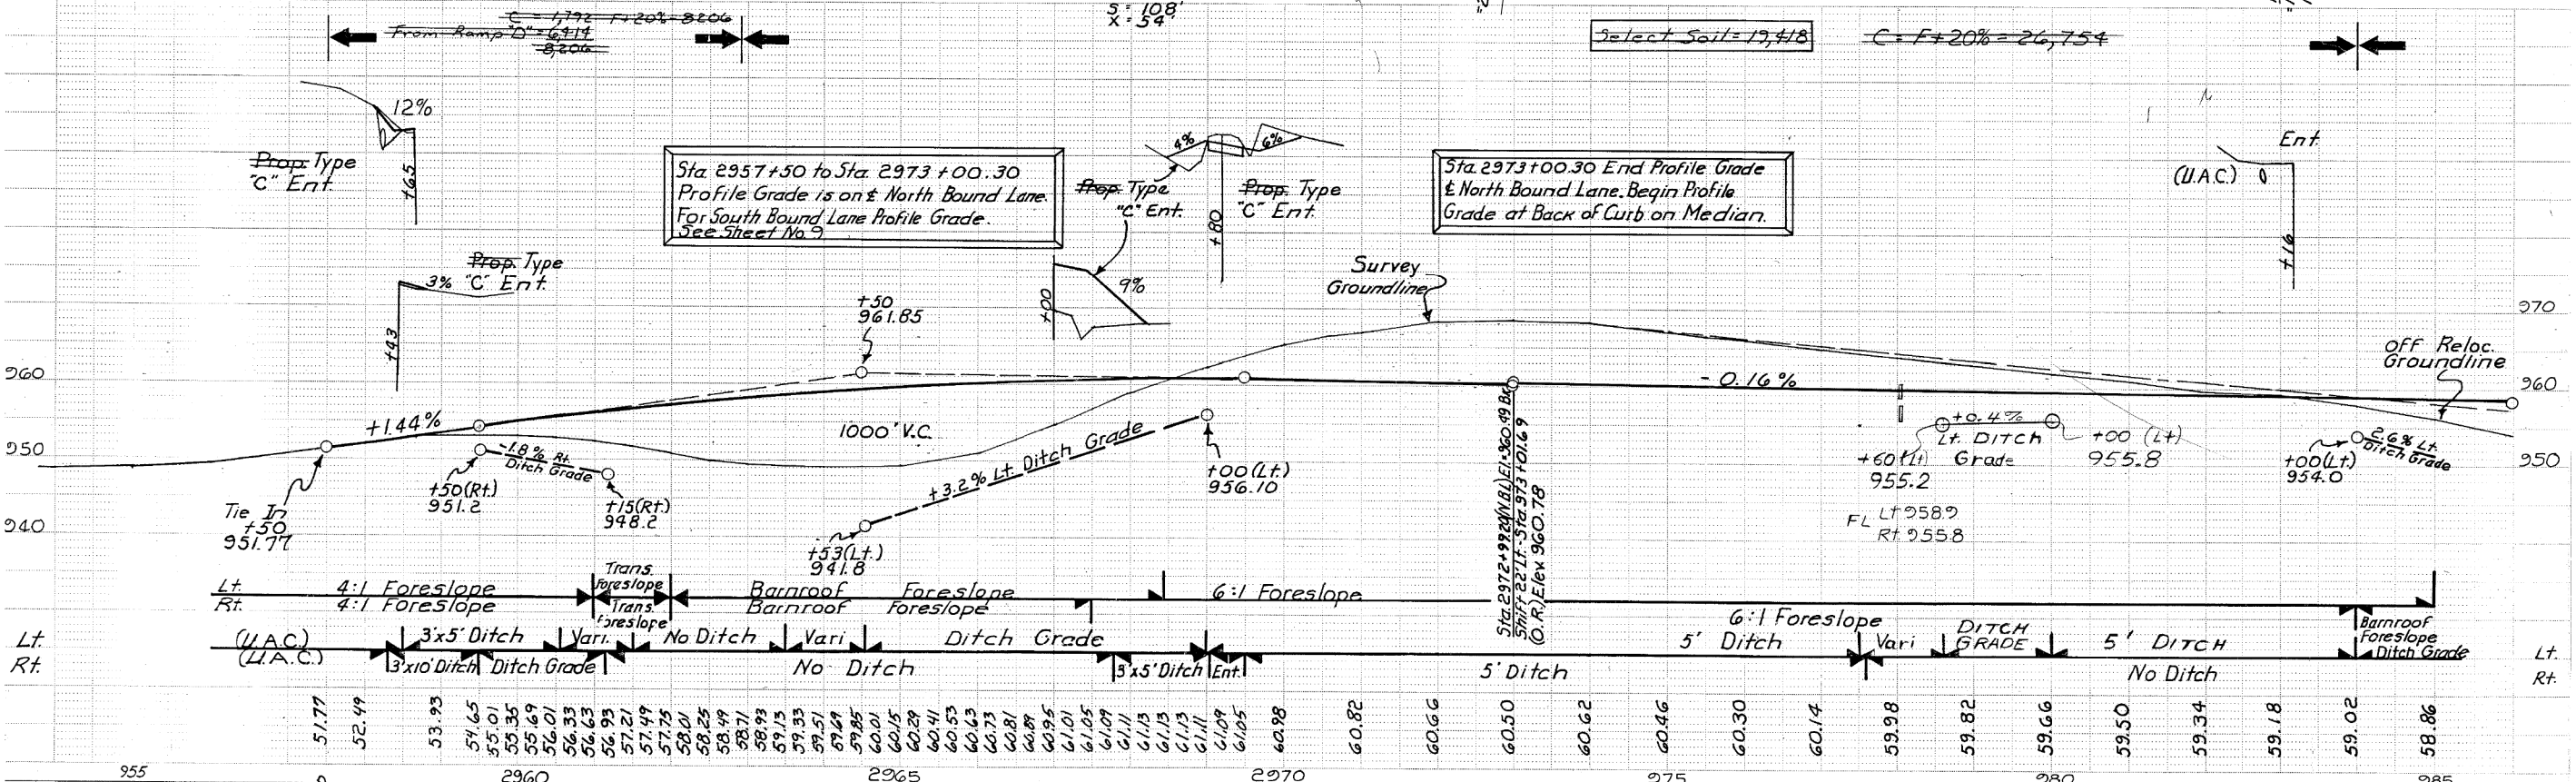 C = 1,792 F+20% = 8206
From Ramp "D" = 6,414
8,206
S = 108'
X = 54'
Select Soil = 19,418
C = F+20% = 26,754
12%
Prop. Type
"C" Ent.
+65
Prop. Type
3% "C" Ent.
+43
Sta. 2957+50 to Sta. 2973+00.30
Profile Grade is on ℄ North Bound Lane.
For South Bound Lane Profile Grade.
See Sheet No. 9
4%
6%
Prop. Type
"C" Ent.
Prop. Type
"C" Ent.
+80
+00
9%
Sta. 2973+00.30 End Profile Grade
℄ North Bound Lane. Begin Profile
Grade at Back of Curb on Median.
Ent.
(U.A.C.)
+16
Survey
Groundline
Off Reloc.
Groundline
970
960
950
960
950
940
+50
961.85
+1.44%
-0.16%
1000' V.C.
-1.8% Rt.
Ditch Grade
+50(Rt.)
951.2
+15(Rt.)
948.2
Tie In
+50
951.77
+3.2% Lt. Ditch Grade
+53(Lt.)
941.8
+00(Lt.)
956.10
Sta. 2972+99.20(N.B.L.)El.=960.49 Bk.
Shift 22' Lt.-Sta. 973+01.69
(O.R.) Elev. 960.78
+0.4%
Lt. Ditch
Grade
+60(Lt)
955.2
+00 (Lt)
955.8
FL Lt 958.9
Rt 955.8
+00(Lt.)
954.0
2.6% Lt.
Ditch Grade
Lt. 4:1 Foreslope
Trans.
Foreslope
Barnroof Foreslope
6:1 Foreslope
Rt. 4:1 Foreslope
Trans.
Foreslope
Barnroof Foreslope
6:1 Foreslope
Barnroof
Foreslope
Lt. (U.A.C.) 3'x5' Ditch Vari. No Ditch Vari Ditch Grade 5' Ditch Vari DITCH GRADE 5' DITCH Ditch Grade Lt.
Rt. (U.A.C.) 3'x10' Ditch Ditch Grade No Ditch 3'x5' Ditch Ent. 5' Ditch No Ditch Rt.
51.77 52.49 53.93 54.65 55.01 55.35 55.69 56.01 56.33 56.63 56.93 57.21 57.49 57.75 58.01 58.25 58.49 58.71 58.93 59.13 59.33 59.51 59.69 59.85 60.01 60.15 60.29 60.41 60.53 60.63 60.73 60.81 60.89 60.95 61.01 61.05 61.09 61.11 61.13 61.13 61.13 61.11 61.09 61.05 60.98 60.82 60.66 60.50 60.62 60.46 60.30 60.14 59.98 59.82 59.66 59.50 59.34 59.18 59.02 58.86
955 2960 2965 2970 975 980 985